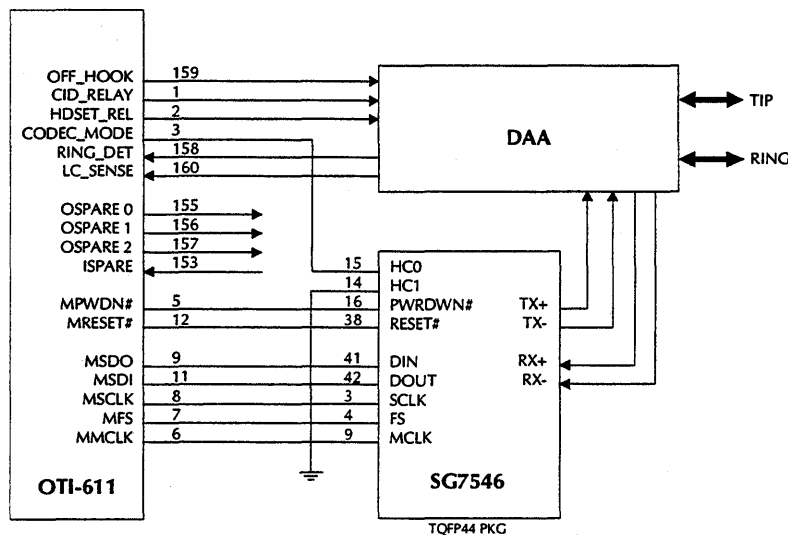 OFF_HOOK 159
CID_RELAY 1
HDSET_REL 2
CODEC_MODE 3
RING_DET 158
LC_SENSE 160
DAA
TIP
RING
OSPARE 0 155
OSPARE 1 156
OSPARE 2 157
ISPARE 153
15 HC0
14 HC1
MPWDN# 5 16 PWRDWN# TX+
MRESET# 12 38 RESET# TX-
MSDO 9 41 DIN RX+
MSDI 11 42 DOUT RX-
MSCLK 8 3 SCLK
MFS 7 4 FS
MMCLK 6 9 MCLK
OTI-611
SG7546
TQFP44 PKG